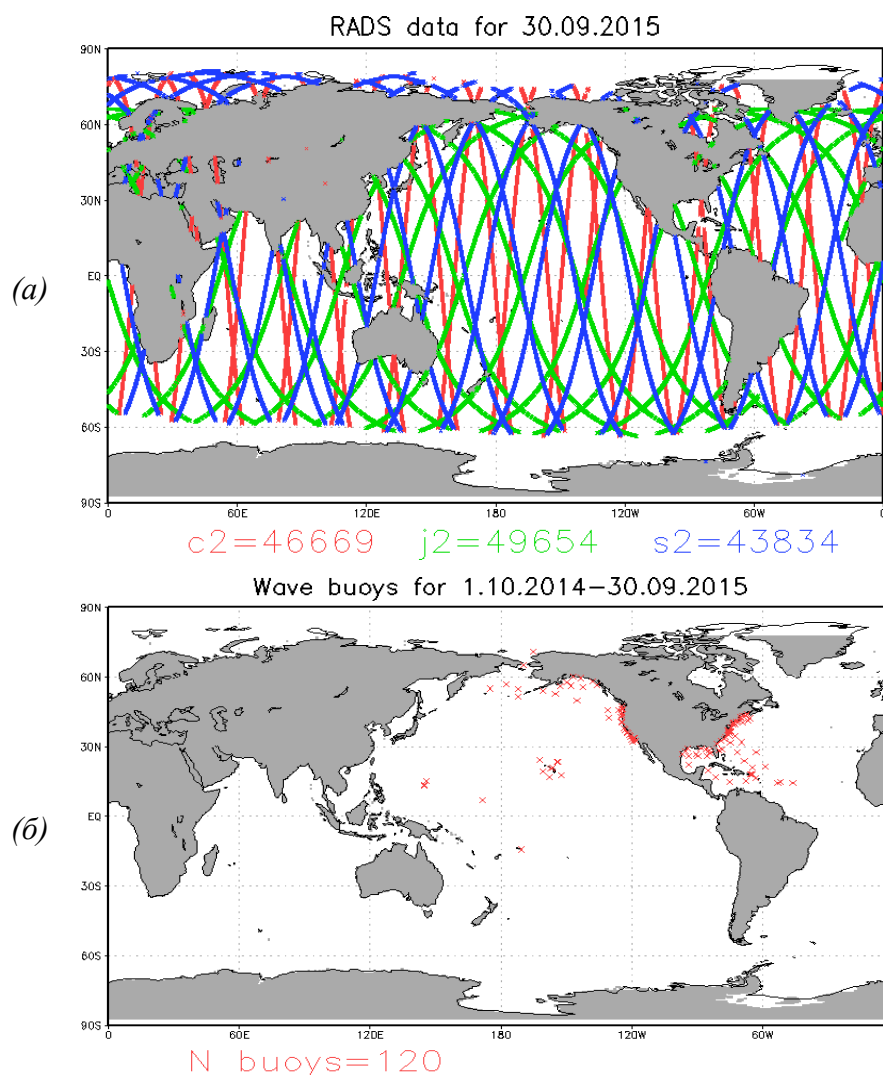 RADS data for 30.09.2015
90N
60N
30N
(а)
EQ
30S
60S
90S
0 60E 120E 180 120W 60W 0
c2=46669 j2=49654 s2=43834
Wave buoys for 1.10.2014–30.09.2015
90N
60N
30N
(б)
EQ
30S
60S
90S
0 60E 120E 180 120W 60W
N buoys=120